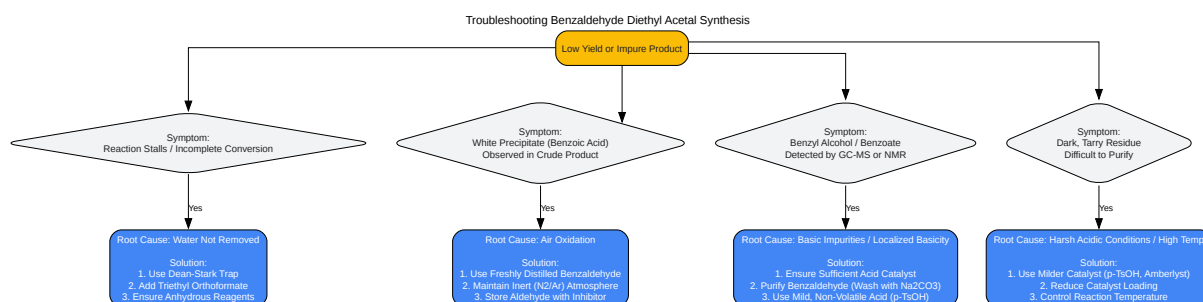 Troubleshooting Benzaldehyde Diethyl Acetal Synthesis
Low Yield or Impure Product
Symptom:
Reaction Stalls / Incomplete Conversion
Symptom:
White Precipitate (Benzoic Acid)
Observed in Crude Product
Symptom:
Benzyl Alcohol / Benzoate
Detected by GC-MS or NMR
Symptom:
Dark, Tarry Residue
Difficult to Purify
Yes
Yes
Yes
Yes
Root Cause: Water Not Removed
Solution:
1. Use Dean-Stark Trap
2. Add Triethyl Orthoformate
3. Ensure Anhydrous Reagents
Root Cause: Air Oxidation
Solution:
1. Use Freshly Distilled Benzaldehyde
2. Maintain Inert (N2/Ar) Atmosphere
3. Store Aldehyde with Inhibitor
Root Cause: Basic Impurities / Localized Basicity
Solution:
1. Ensure Sufficient Acid Catalyst
2. Purify Benzaldehyde (Wash with Na2CO3)
3. Use Mild, Non-Volatile Acid (p-TsOH)
Root Cause: Harsh Acidic Conditions / High Temp
Solution:
1. Use Milder Catalyst (p-TsOH, Amberlyst)
2. Reduce Catalyst Loading
3. Control Reaction Temperature